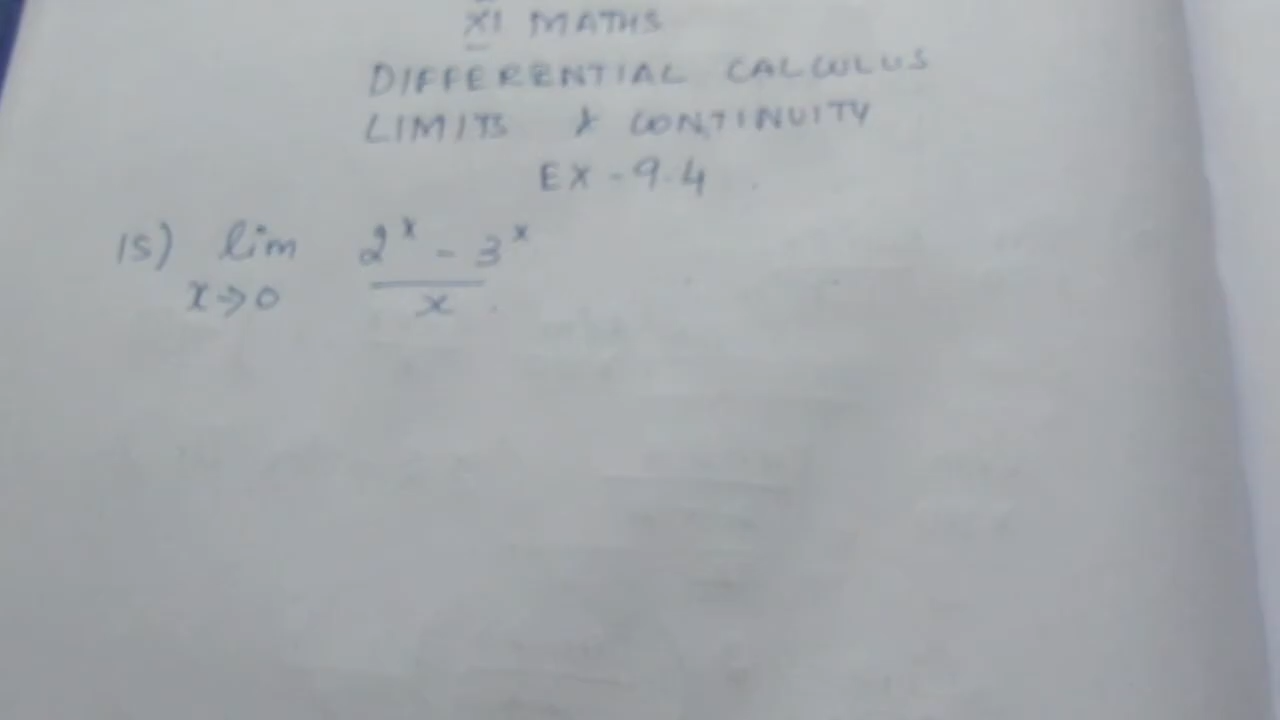 XI MATHS
DIFFERENTIAL CALCULUS
LIMITS & CONTINUITY
EX - 9.4
15) lim 2^x - 3^x
x→0 x